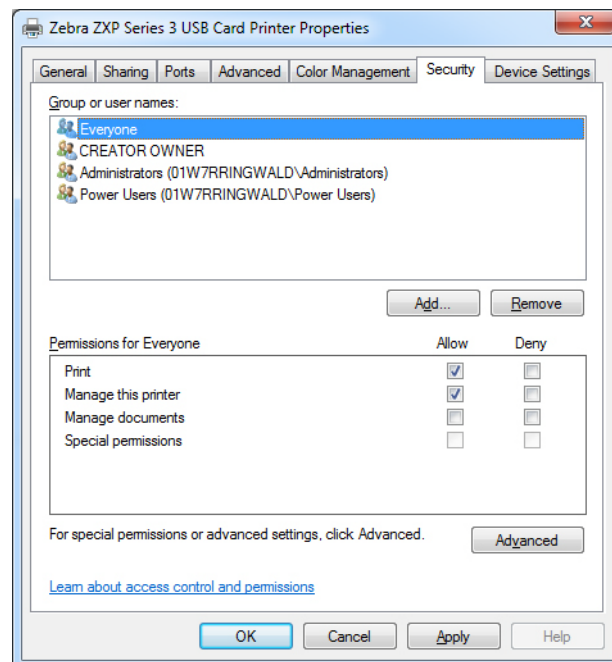 Zebra ZXP Series 3 USB Card Printer Properties
General Sharing Ports Advanced Color Management Security Device Settings
Group or user names:
Everyone
CREATOR OWNER
Administrators (01W7RRINGWALD\Administrators)
Power Users (01W7RRINGWALD\Power Users)
Add... Remove
Permissions for Everyone Allow Deny
Print
Manage this printer
Manage documents
Special permissions
For special permissions or advanced settings, click Advanced.
Advanced
Learn about access control and permissions
OK Cancel Apply Help